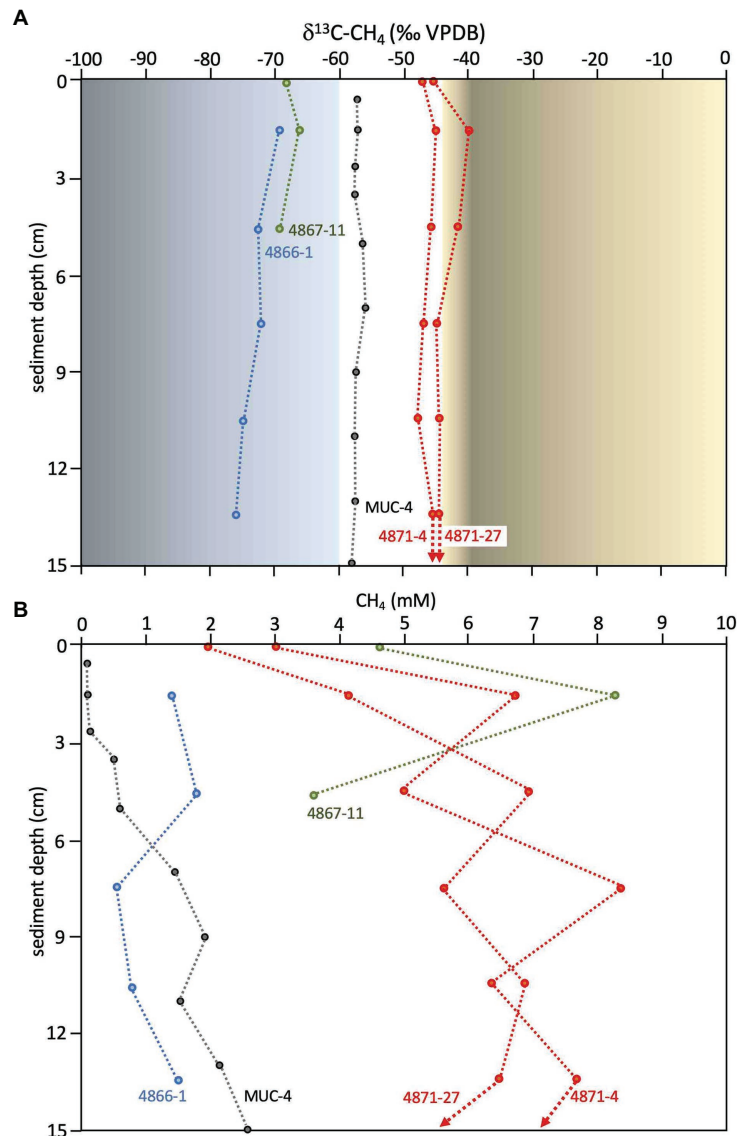 A
δ¹³C-CH₄ (‰ VPDB)
-100 -90 -80 -70 -60 -50 -40 -30 -20 -10 0
0
3
6
9
12
15
sediment depth (cm)
4867-11
4866-1
MUC-4
4871-4 4871-27
B
CH₄ (mM)
0 1 2 3 4 5 6 7 8 9 10
0
3
6
9
12
15
sediment depth (cm)
4867-11
4866-1 MUC-4 4871-27 4871-4